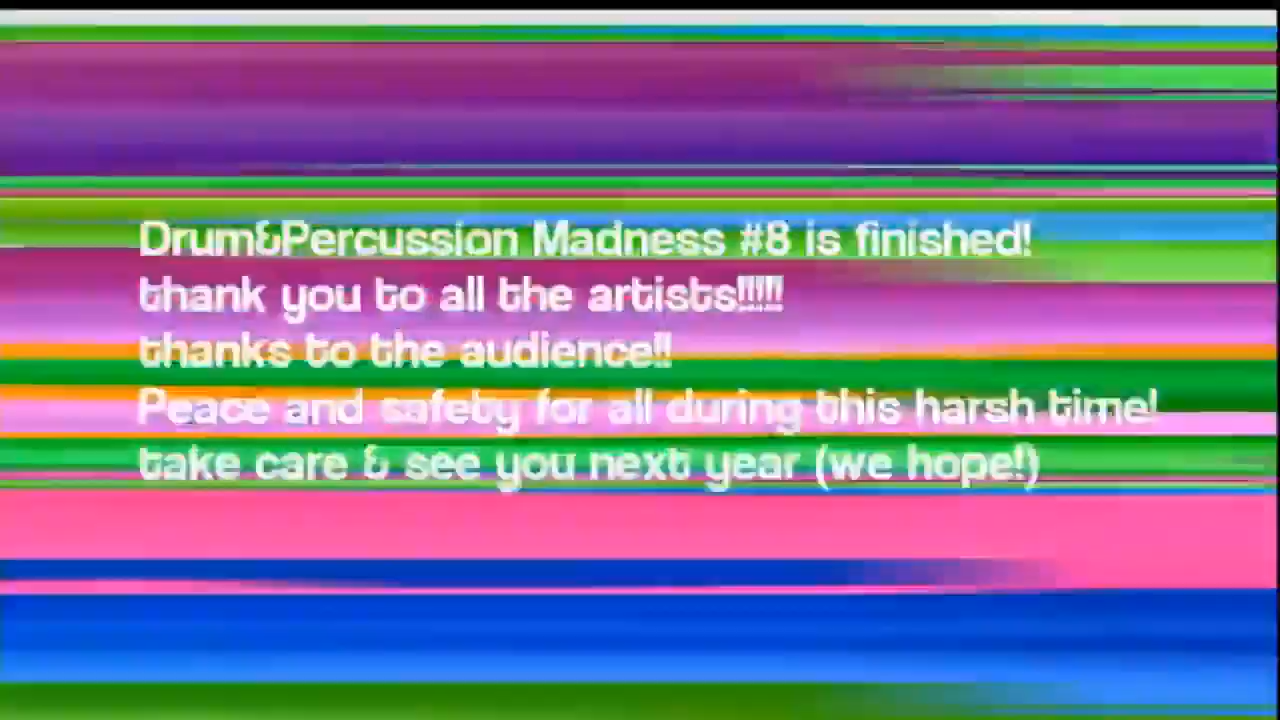 Drum&Percussion Madness #8 is finished!
thank you to all the artists!!!!!
thanks to the audience!!
Peace and safety for all during this harsh time!
take care & see you next year (we hope!)